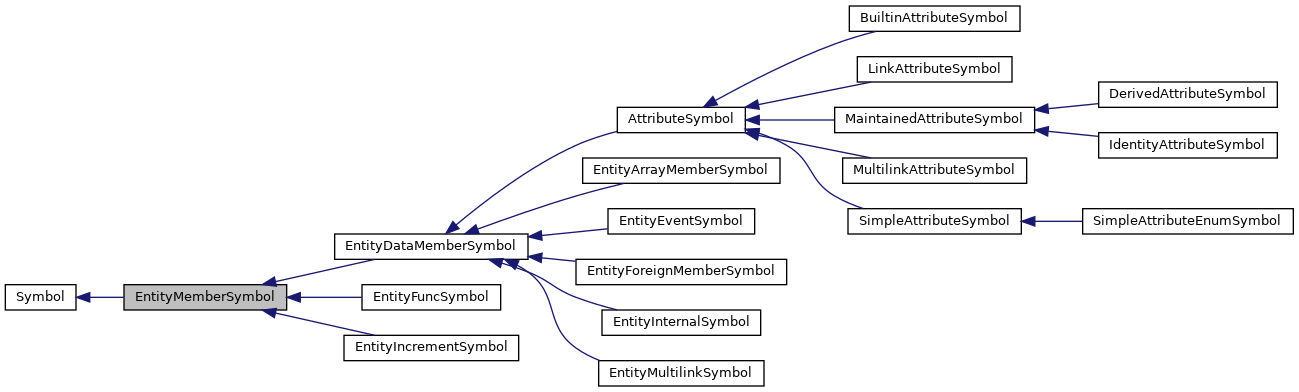 BuiltinAttributeSymbol
LinkAttributeSymbol
DerivedAttributeSymbol
AttributeSymbol
MaintainedAttributeSymbol
IdentityAttributeSymbol
EntityArrayMemberSymbol
MultilinkAttributeSymbol
EntityEventSymbol
SimpleAttributeSymbol
SimpleAttributeEnumSymbol
EntityDataMemberSymbol
EntityForeignMemberSymbol
Symbol
EntityMemberSymbol
EntityFuncSymbol
EntityInternalSymbol
EntityIncrementSymbol
EntityMultilinkSymbol